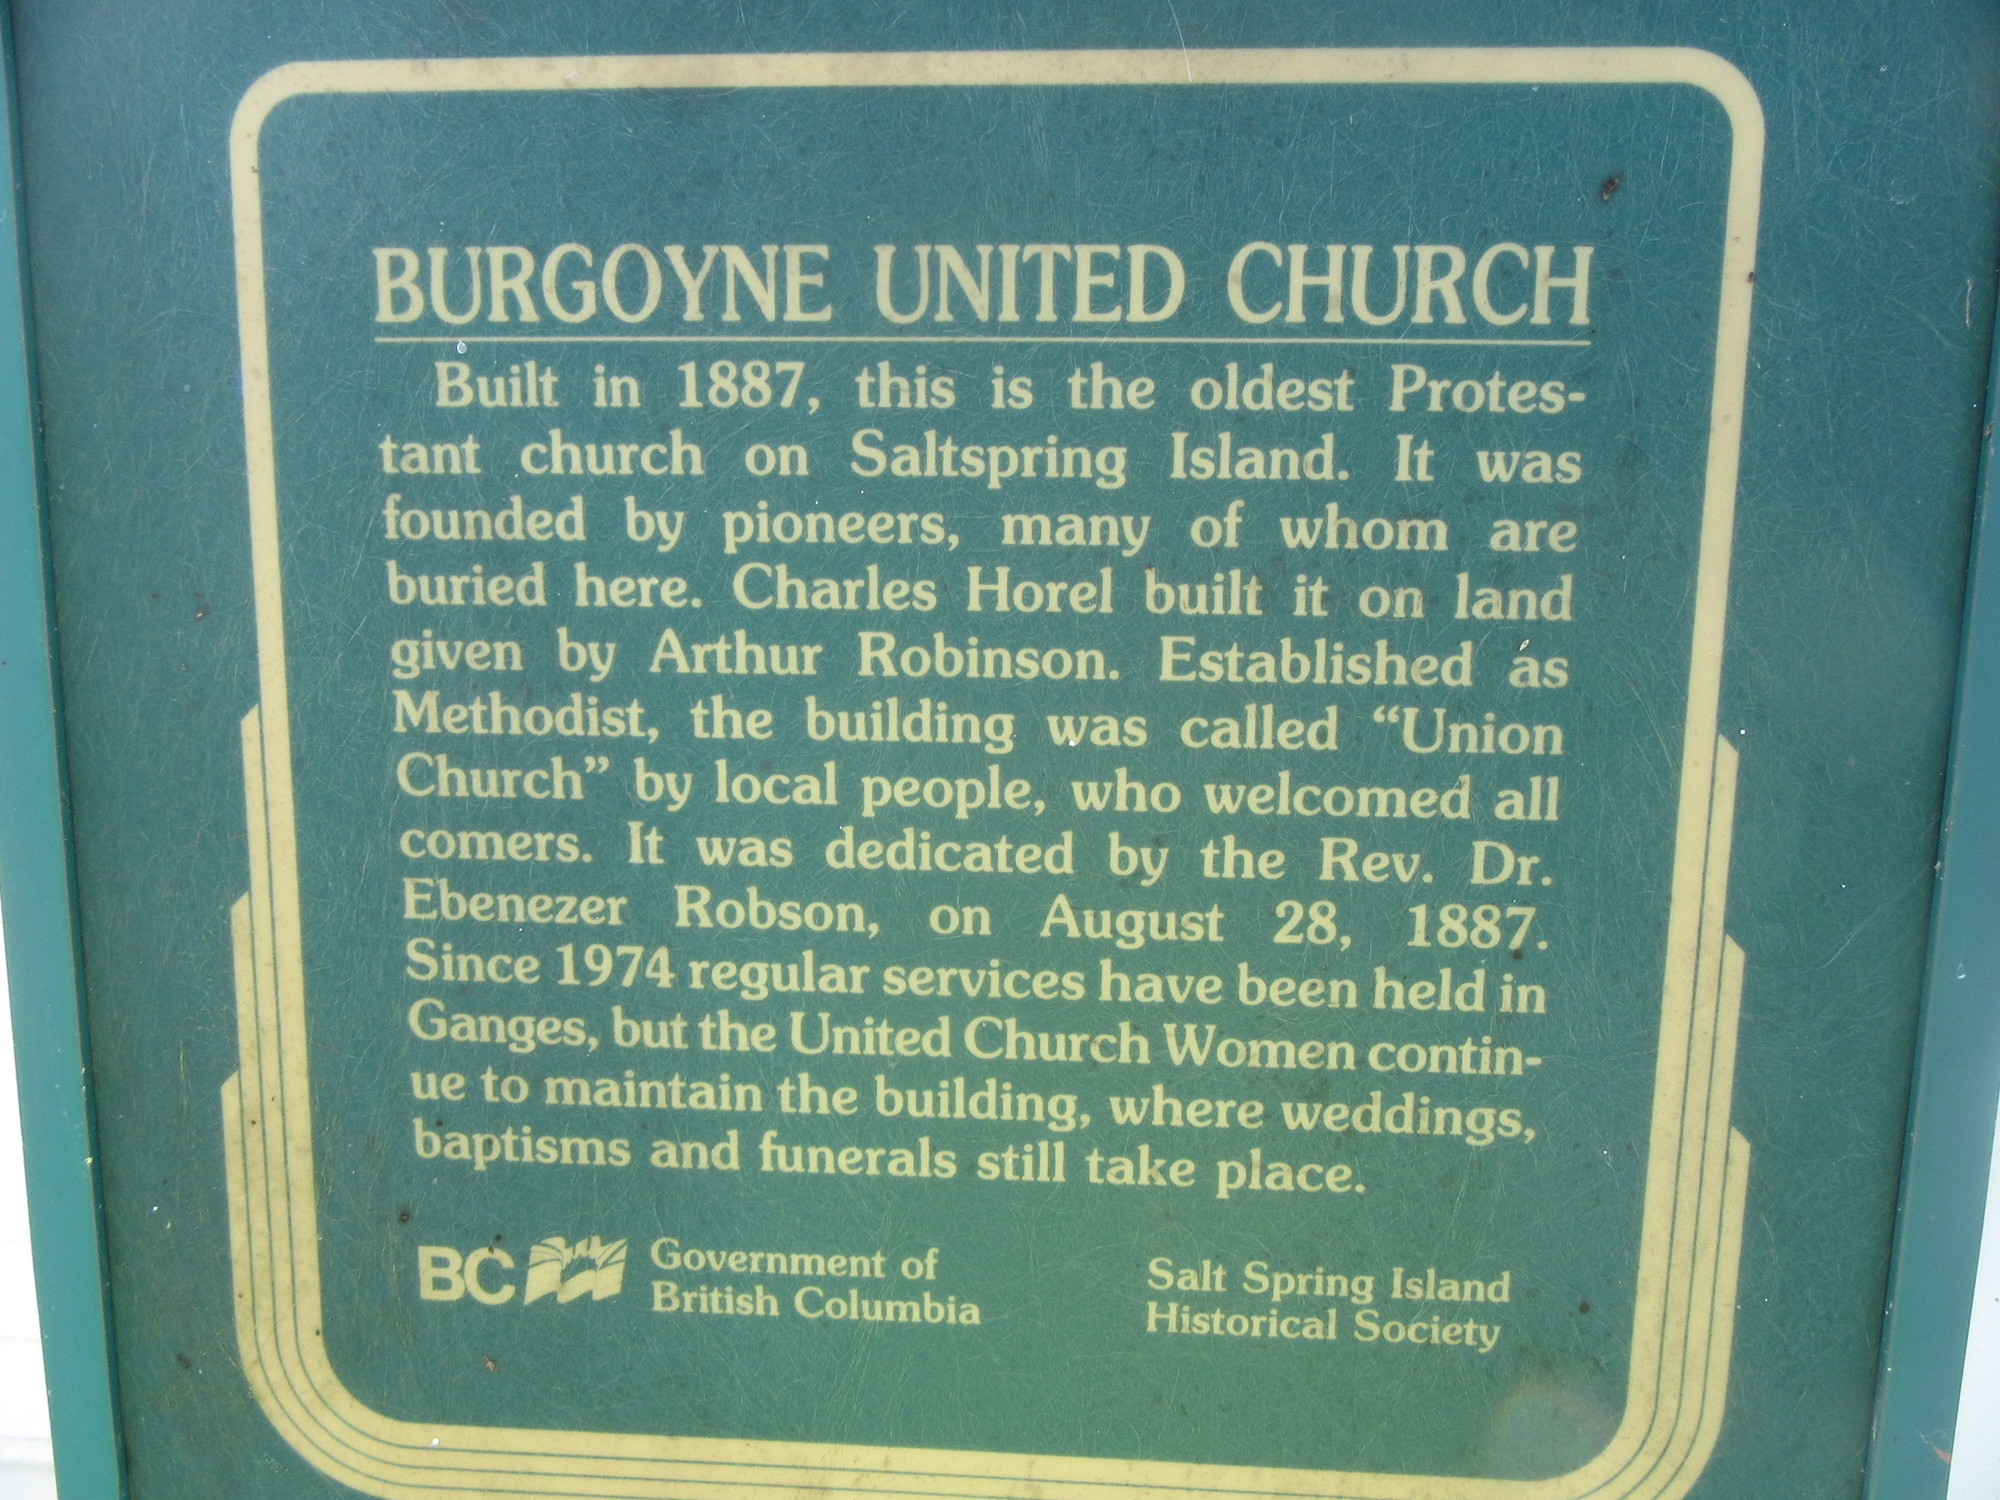 BURGOYNE UNITED CHURCH
Built in 1887, this is the oldest Protes-
tant church on Saltspring Island. It was
founded by pioneers, many of whom are
buried here. Charles Horel built it on land
given by Arthur Robinson. Established as
Methodist, the building was called “Union
Church” by local people, who welcomed all
comers. It was dedicated by the Rev. Dr.
Ebenezer Robson, on August 28, 1887.
Since 1974 regular services have been held in
Ganges, but the United Church Women contin-
ue to maintain the building, where weddings,
baptisms and funerals still take place.
BC
Government of
British Columbia
Salt Spring Island
Historical Society